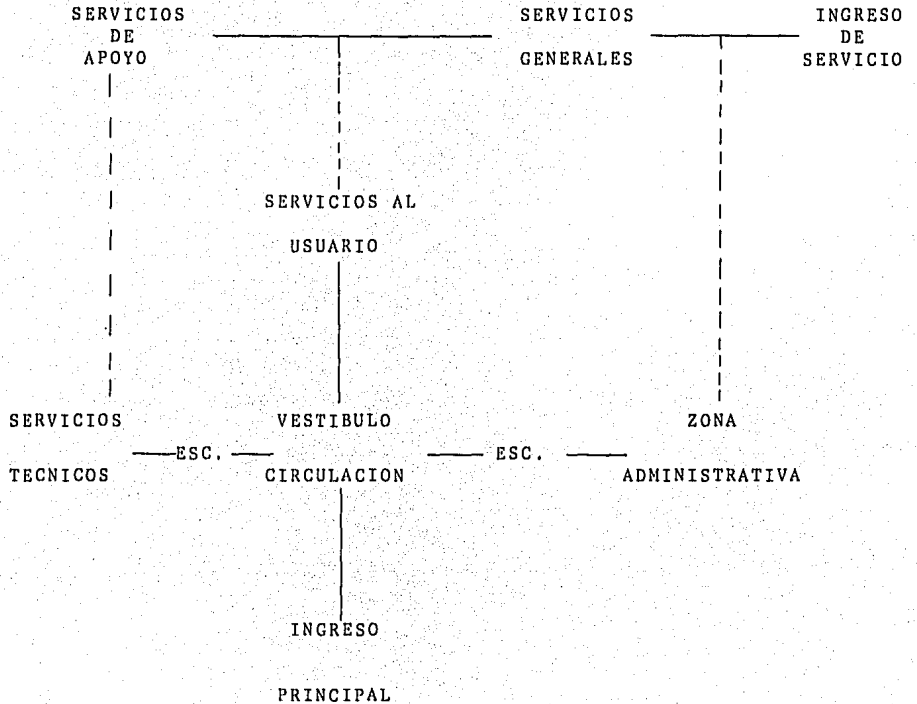 SERVICIOS
DE
APOYO
SERVICIOS
GENERALES
INGRESO
DE
SERVICIO
SERVICIOS AL
USUARIO
SERVICIOS
TECNICOS
ESC.
VESTIBULO
CIRCULACION
ESC.
ZONA
ADMINISTRATIVA
INGRESO
PRINCIPAL